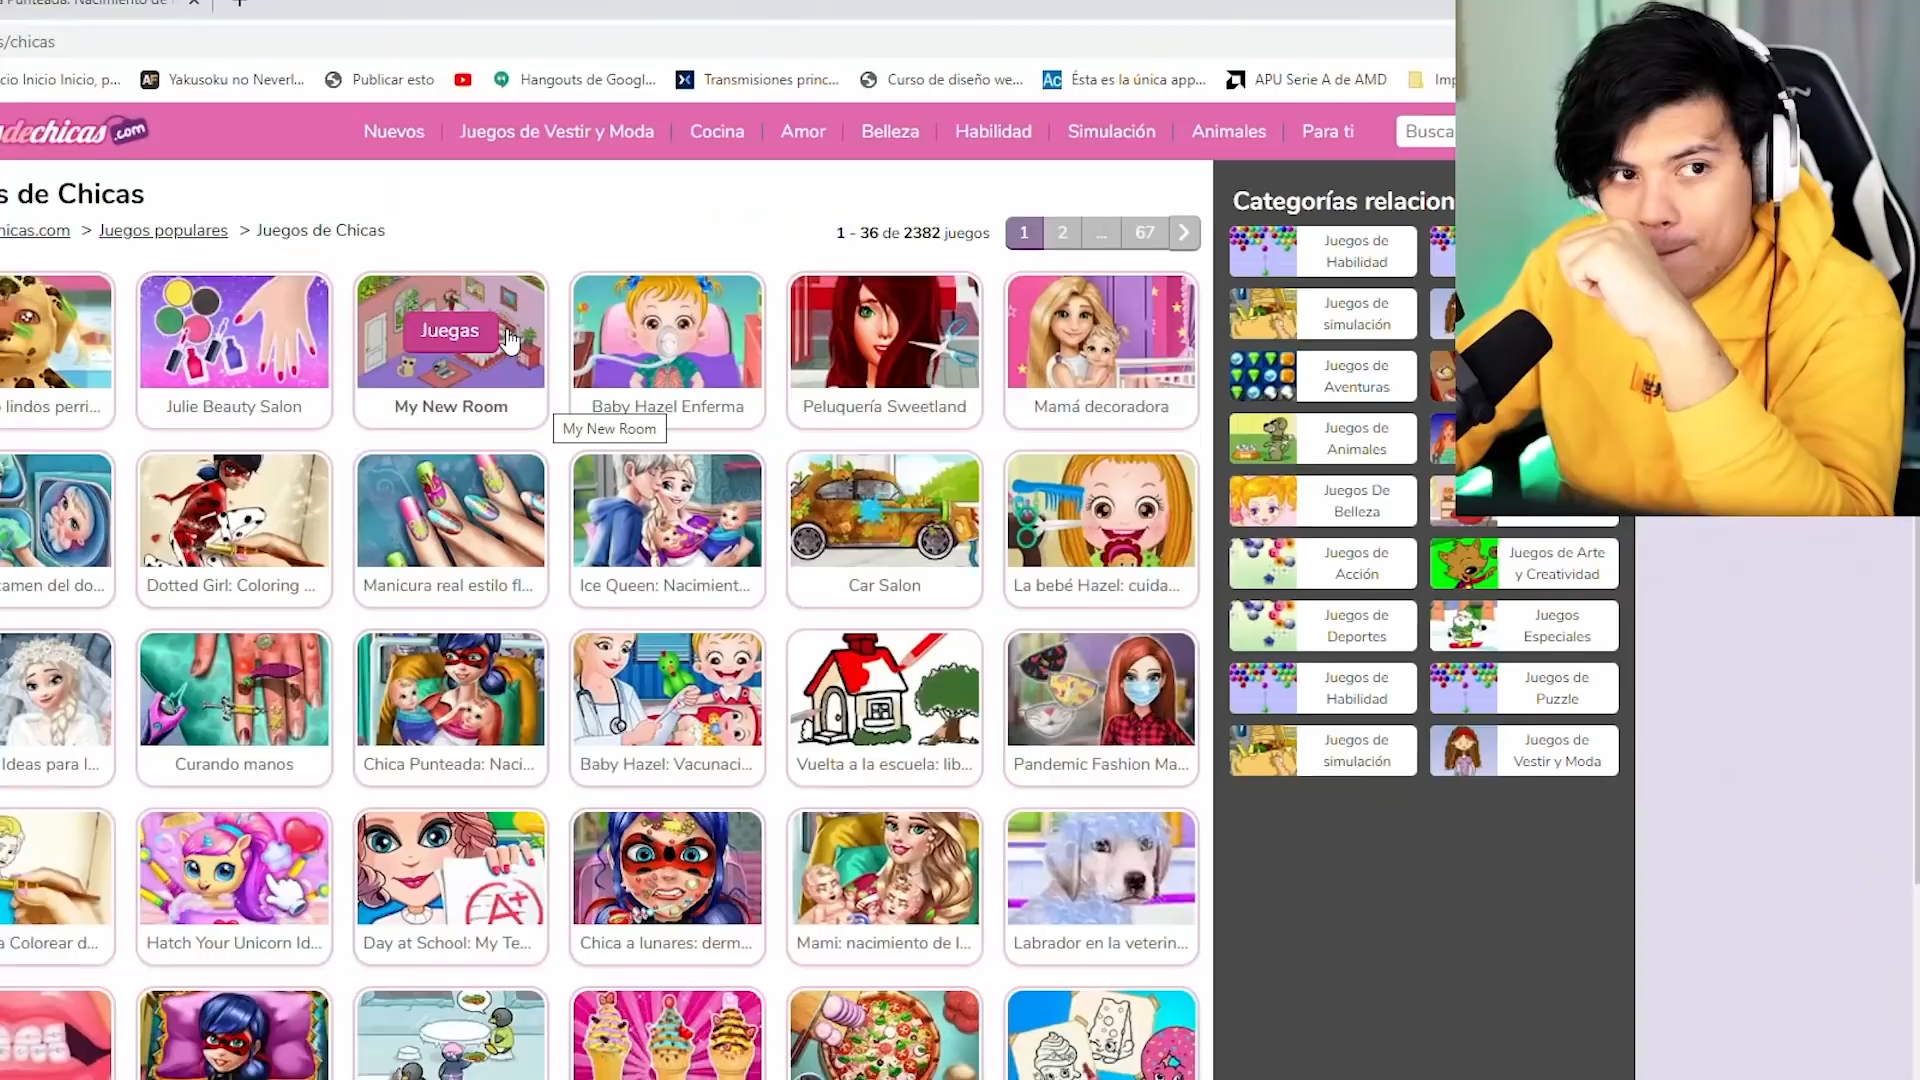 a Punteada: Nacimiento de
s/chicas
cio Inicio Inicio, p...
Yakusoku no Neverl...
Publicar esto
Hangouts de Googl...
Transmisiones princ...
Curso de diseño we...
Ac
Ésta es la única app...
APU Serie A de AMD
Imp
dechicas.com
Nuevos
Juegos de Vestir y Moda
Cocina
Amor
Belleza
Habilidad
Simulación
Animales
Para ti
Busca
s de Chicas
hicas.com > Juegos populares > Juegos de Chicas
1 - 36 de 2382 juegos
1 2 ... 67
Juegas
lindos perri...
Julie Beauty Salon
My New Room
Baby Hazel Enferma
Peluquería Sweetland
Mamá decoradora
My New Room
amen del do...
Dotted Girl: Coloring ...
Manicura real estilo fl...
Ice Queen: Nacimient...
Car Salon
La bebé Hazel: cuida...
Ideas para l...
Curando manos
Chica Punteada: Naci...
Baby Hazel: Vacunaci...
Vuelta a la escuela: lib...
Pandemic Fashion Ma...
A+
a Colorear d...
Hatch Your Unicorn Id...
Day at School: My Te...
Chica a lunares: derm...
Mami: nacimiento de l...
Labrador en la veterin...
Categorías relacion
Juegos de
Habilidad
Juegos de
simulación
Juegos de
Aventuras
Juegos de
Animales
Juegos De
Belleza
Juegos de
Acción
Juegos de Arte
y Creatividad
Juegos de
Deportes
Juegos
Especiales
Juegos de
Habilidad
Juegos de
Puzzle
Juegos de
simulación
Juegos de
Vestir y Moda